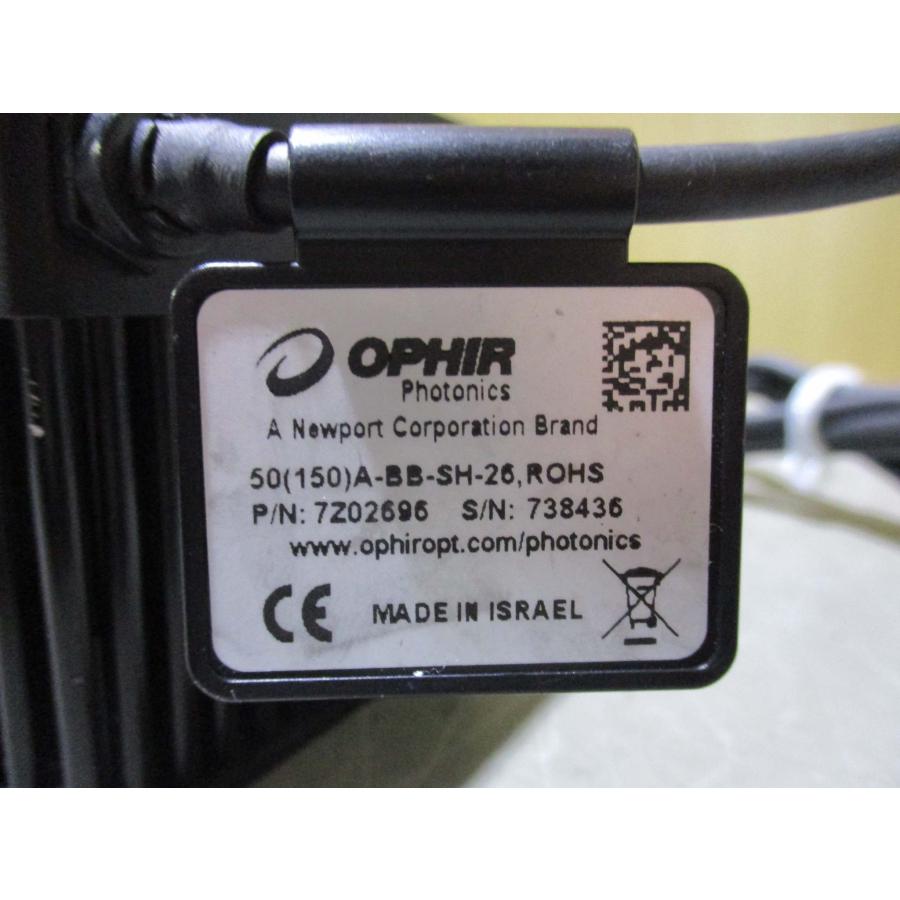 OPHIR
Photonics
A Newport Corporation Brand
50(150)A-BB-SH-26,ROHS
P/N: 7Z02696 S/N: 738436
www.ophiropt.com/photonics
CE MADE IN ISRAEL